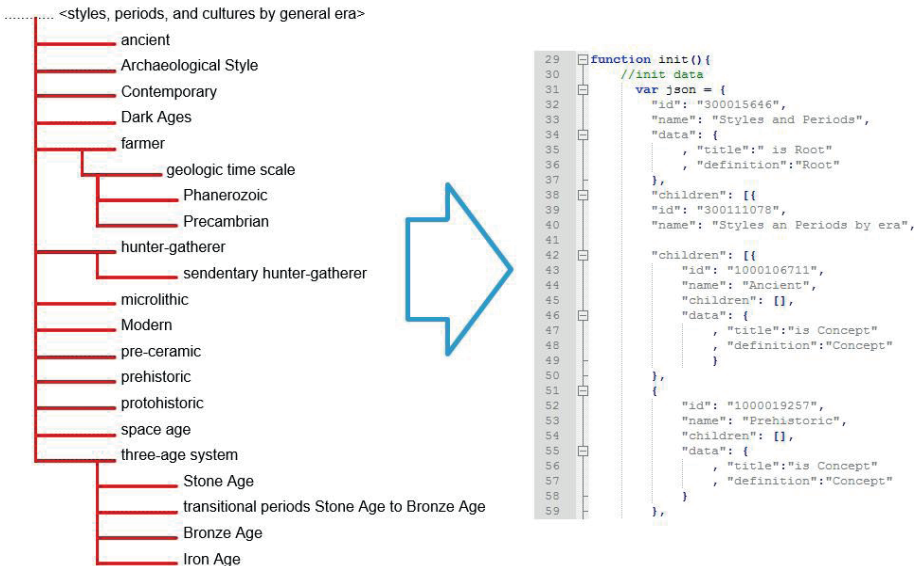 ............ <styles, periods, and cultures by general era>
ancient
Archaeological Style
Contemporary
Dark Ages
farmer
geologic time scale
Phanerozoic
Precambrian
hunter-gatherer
sendentary hunter-gatherer
microlithic
Modern
pre-ceramic
prehistoric
protohistoric
space age
three-age system
Stone Age
transitional periods Stone Age to Bronze Age
Bronze Age
Iron Age
29 function init(){
30 //init data
31 var json = {
32 "id": "300015646",
33 "name": "Styles and Periods",
34 "data": {
35 , "title":" is Root"
36 , "definition":"Root"
37 },
38 "children": [{
39 "id": "300111078",
40 "name": "Styles an Periods by era",
41
42 "children": [{
43 "id": "1000106711",
44 "name": "Ancient",
45 "children": [],
46 "data": {
47 , "title":"is Concept"
48 , "definition":"Concept"
49 }
50 },
51 {
52 "id": "1000019257",
53 "name": "Prehistoric",
54 "children": [],
55 "data": {
56 , "title":"is Concept"
57 , "definition":"Concept"
58 }
59 },